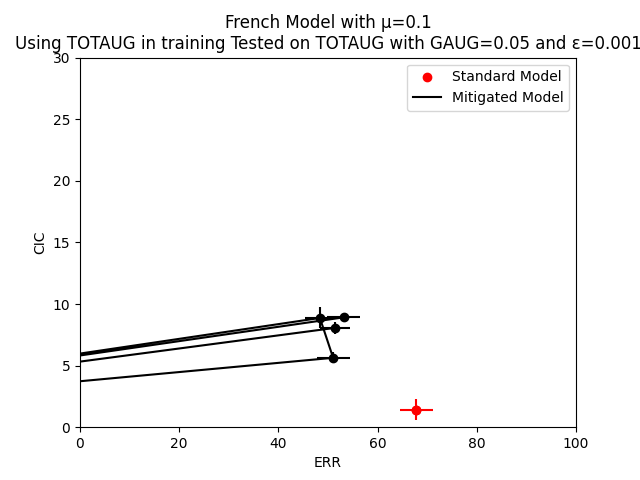 French Model with μ=0.1
Using TOTAUG in training Tested on TOTAUG with GAUG=0.05 and ε=0.001
30
25
20
15
10
5
0
CIC
Standard Model
Mitigated Model
0 20 40 60 80 100
ERR